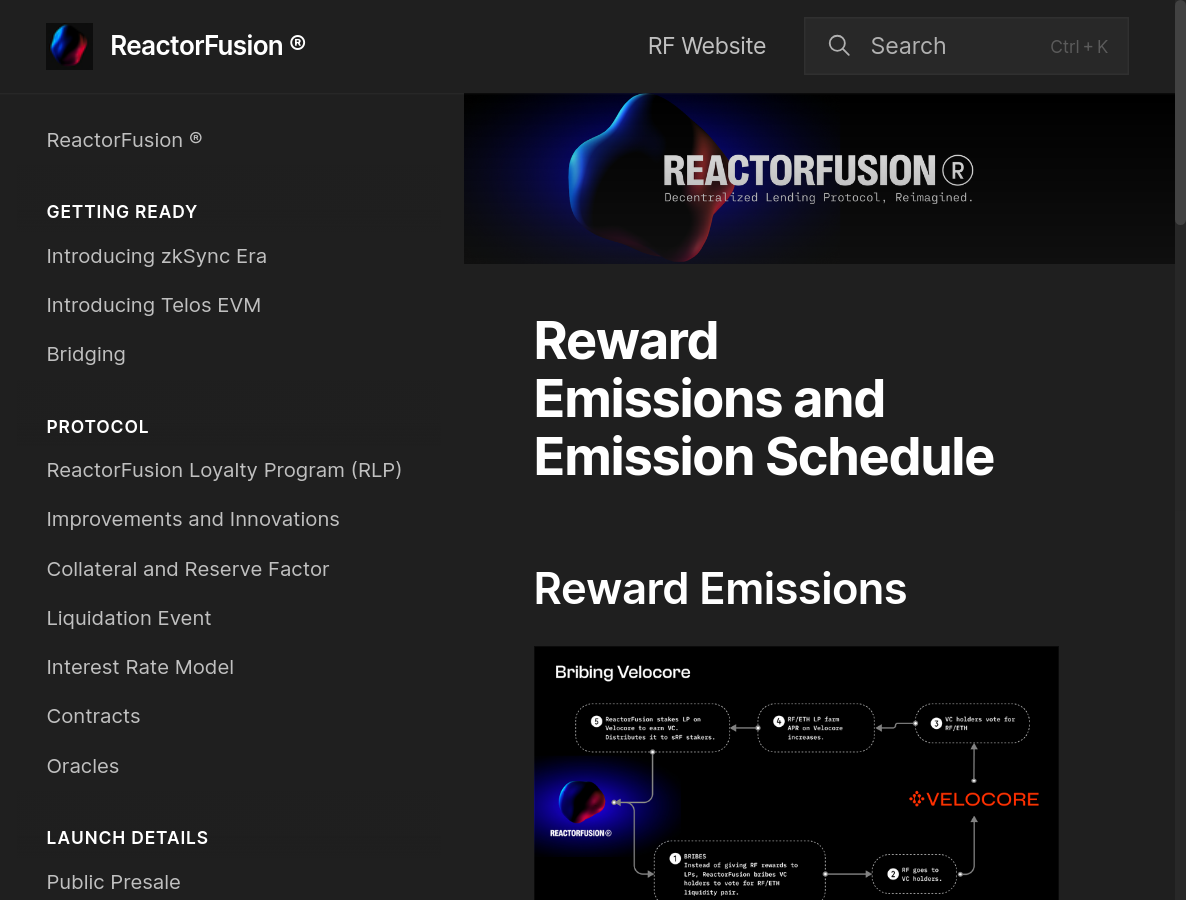 ReactorFusion ®
RF Website
Search
Ctrl + K
ReactorFusion ®
GETTING READY
Introducing zkSync Era
Introducing Telos EVM
Bridging
PROTOCOL
ReactorFusion Loyalty Program (RLP)
Improvements and Innovations
Collateral and Reserve Factor
Liquidation Event
Interest Rate Model
Contracts
Oracles
LAUNCH DETAILS
Public Presale
REACTORFUSION®
Decentralized Lending Protocol, Reimagined.
Reward
Emissions and
Emission Schedule
Reward Emissions
Bribing Velocore
5 ReactorFusion stakes LP on
Velocore to earn VC.
Distributes it to sRF stakers.
4 RF/ETH LP farm
APR on Velocore
increases.
3 VC holders vote for
RF/ETH
REACTORFUSION®
VELOCORE
1 BRIBES
Instead of giving RF rewards to
LPs, ReactorFusion bribes VC
holders to vote for RF/ETH
liquidity pair.
2 RF goes to
VC holders.